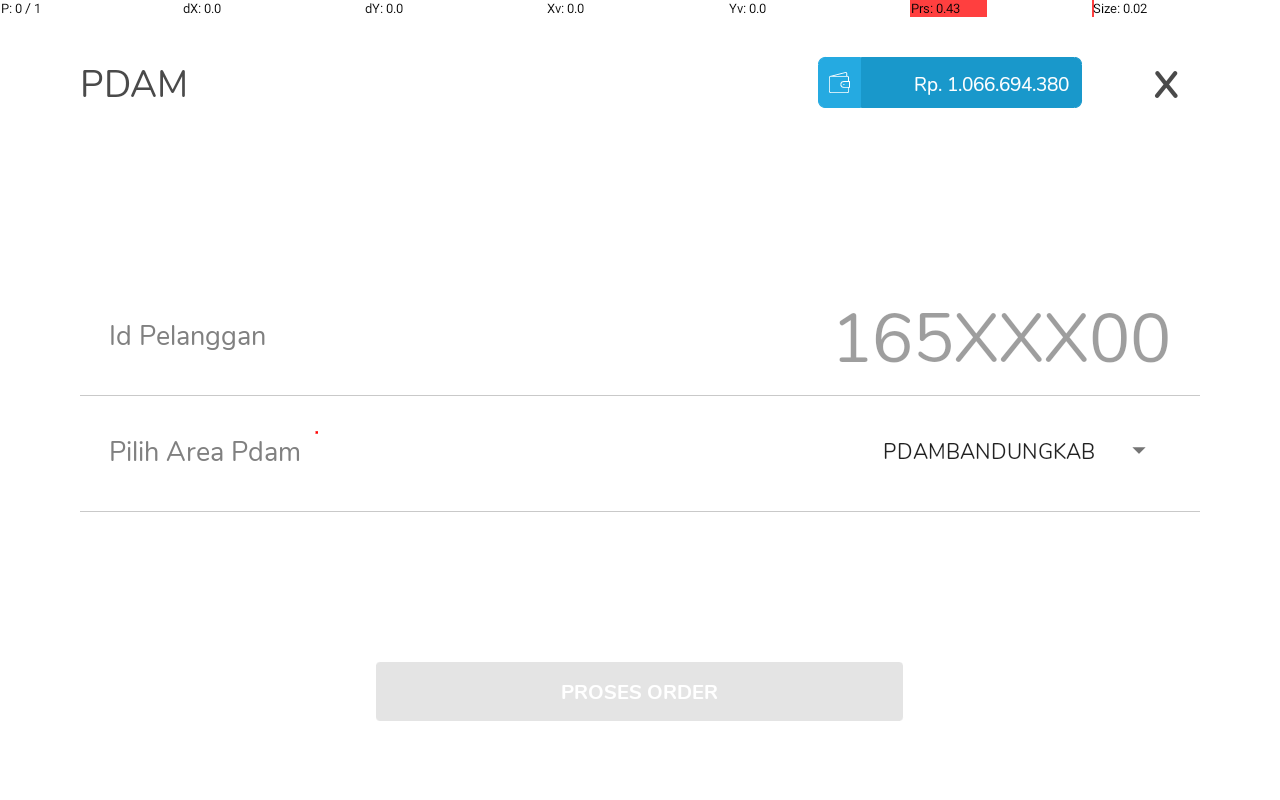 P: 0 / 1 dX: 0.0 dY: 0.0 Xv: 0.0 Yv: 0.0 Prs: 0.43 Size: 0.02
PDAM Rp. 1.066.694.380 X
Id Pelanggan 165XXX00
Pilih Area Pdam PDAMBANDUNGKAB
PROSES ORDER